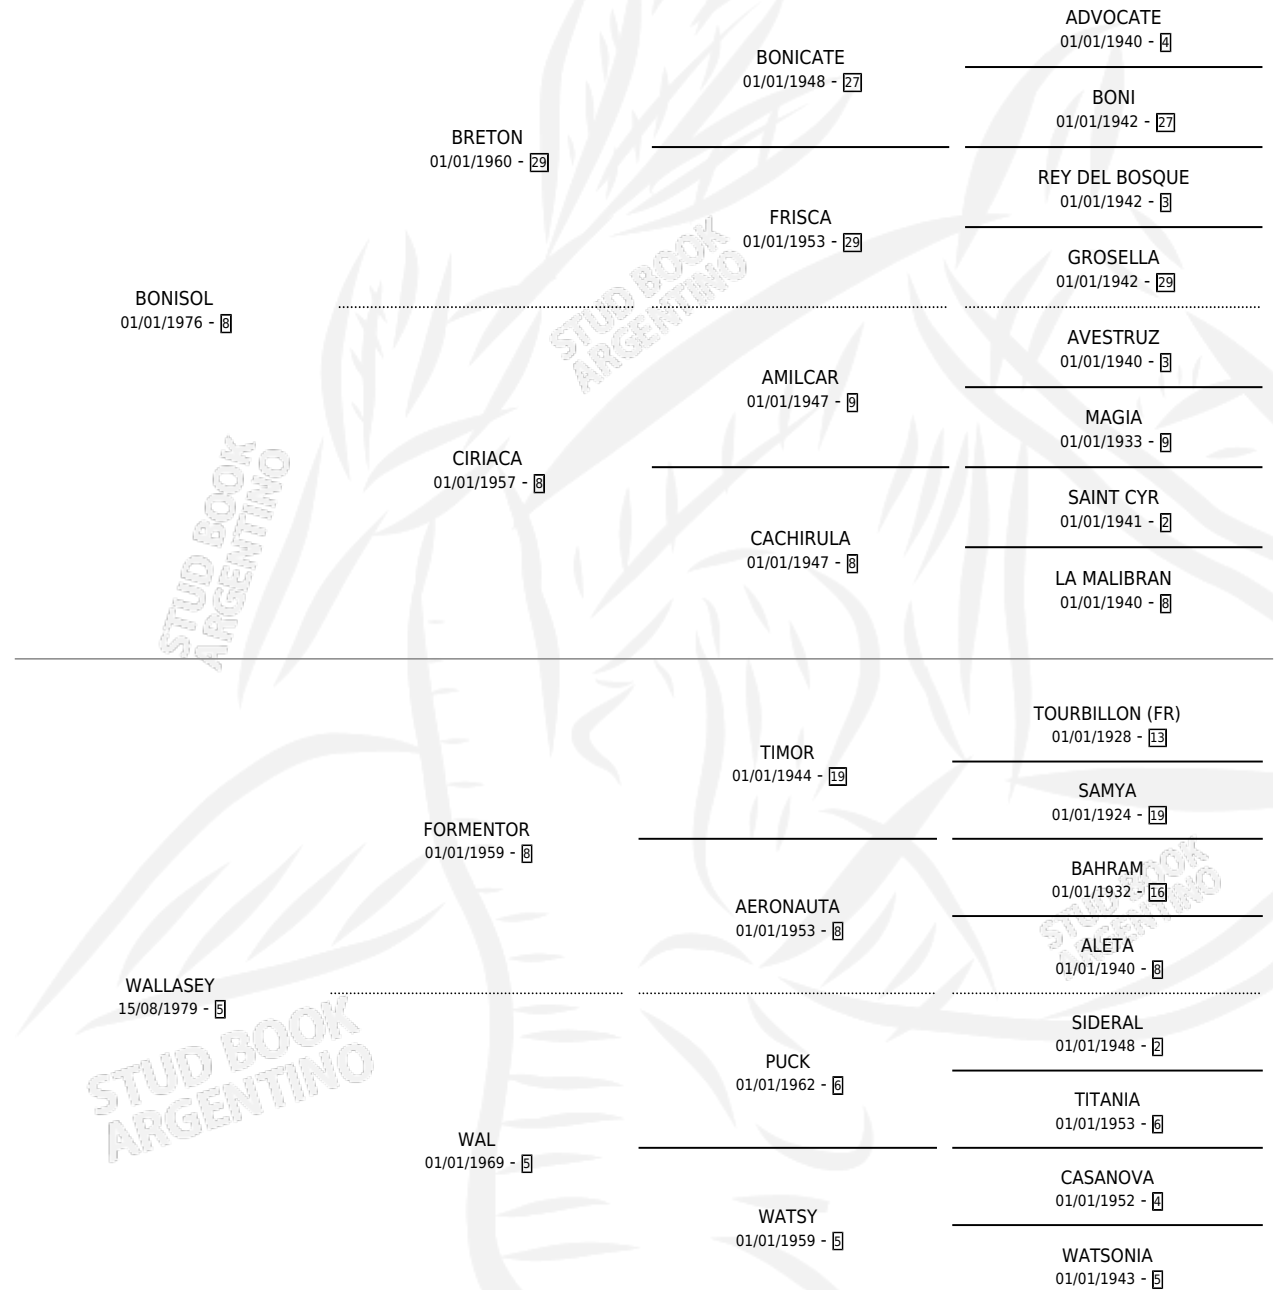 ADVOCATE
01/01/1940 - 4
BONICATE
01/01/1948 - 27
BONI
01/01/1942 - 27
BRETON
01/01/1960 - 29
REY DEL BOSQUE
01/01/1942 - 3
FRISCA
01/01/1953 - 29
GROSELLA
01/01/1942 - 29
BONISOL
01/01/1976 - 8
AVESTRUZ
01/01/1940 - 3
AMILCAR
01/01/1947 - 9
MAGIA
01/01/1933 - 9
CIRIACA
01/01/1957 - 8
SAINT CYR
01/01/1941 - 2
CACHIRULA
01/01/1947 - 8
LA MALIBRAN
01/01/1940 - 8
STUD BOOK
ARGENTINO
STUD BOOK
ARGENTINO
TOURBILLON (FR)
01/01/1928 - 13
TIMOR
01/01/1944 - 19
SAMYA
01/01/1924 - 19
FORMENTOR
01/01/1959 - 8
BAHRAM
01/01/1932 - 16
AERONAUTA
01/01/1953 - 8
ALETA
01/01/1940 - 8
WALLASEY
15/08/1979 - 5
SIDERAL
01/01/1948 - 2
PUCK
01/01/1962 - 6
TITANIA
01/01/1953 - 6
WAL
01/01/1969 - 5
CASANOVA
01/01/1952 - 4
WATSY
01/01/1959 - 5
WATSONIA
01/01/1943 - 5
STUD BOOK
ARGENTINO
STUD BOOK
ARGENTINO